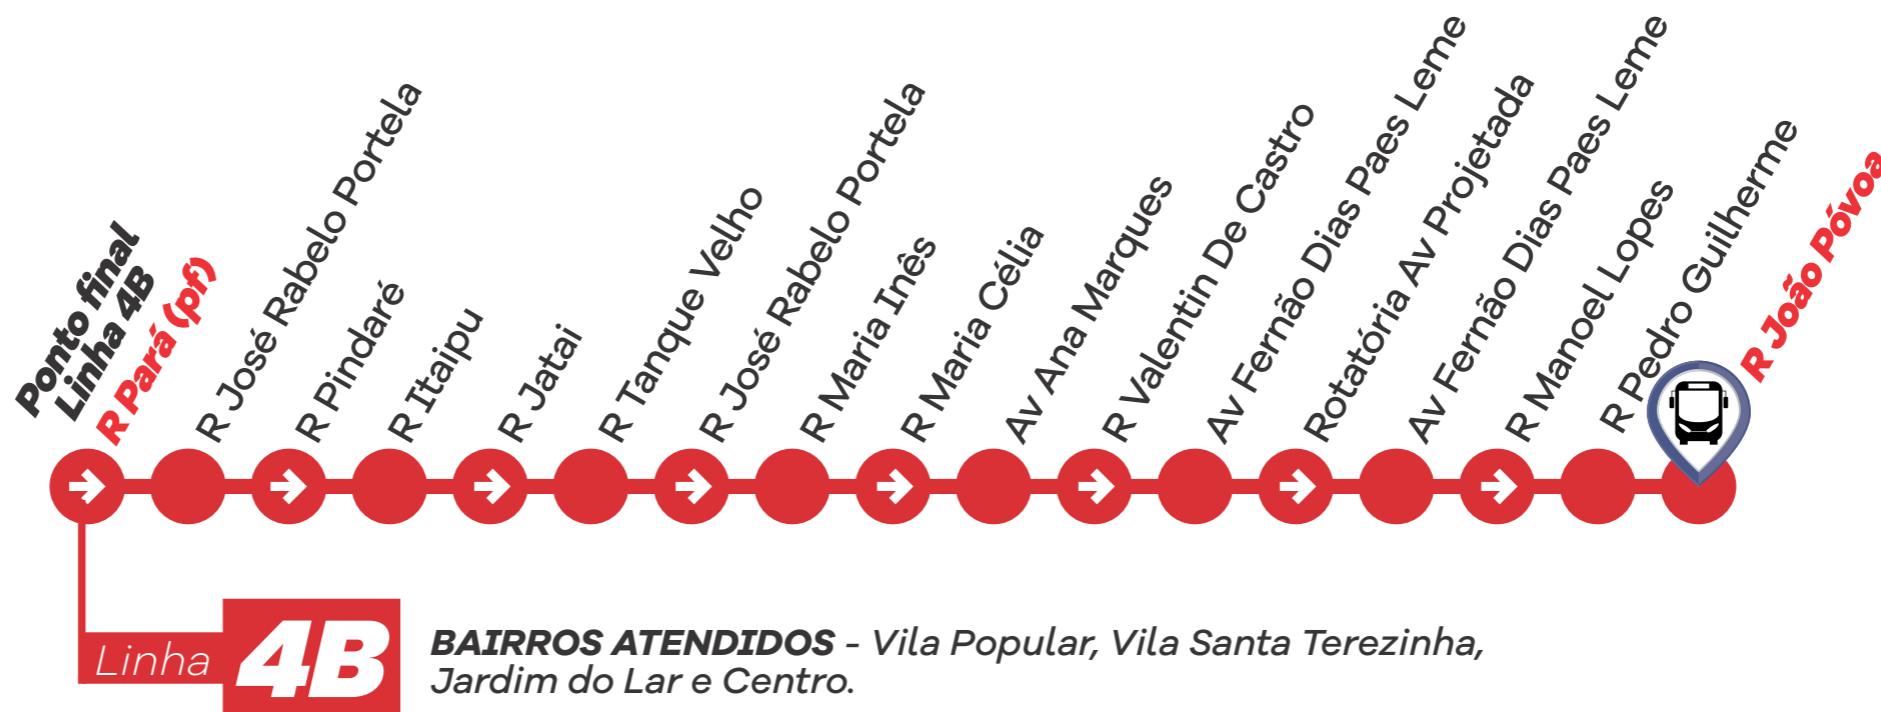 Ponto final
Linha 4B
R Pará (pf)
R José Rabelo Portela
R Pindaré
R Itaipu
R Jatai
R Tanque Velho
R José Rabelo Portela
R Maria Inês
R Maria Célia
Av Ana Marques
R Valentin De Castro
Av Fernão Dias Paes Leme
Rotatória Av Projetada
Av Fernão Dias Paes Leme
R Manoel Lopes
R Pedro Guilherme
R João Póvoa
Linha 4B
BAIRROS ATENDIDOS - Vila Popular, Vila Santa Terezinha,
Jardim do Lar e Centro.